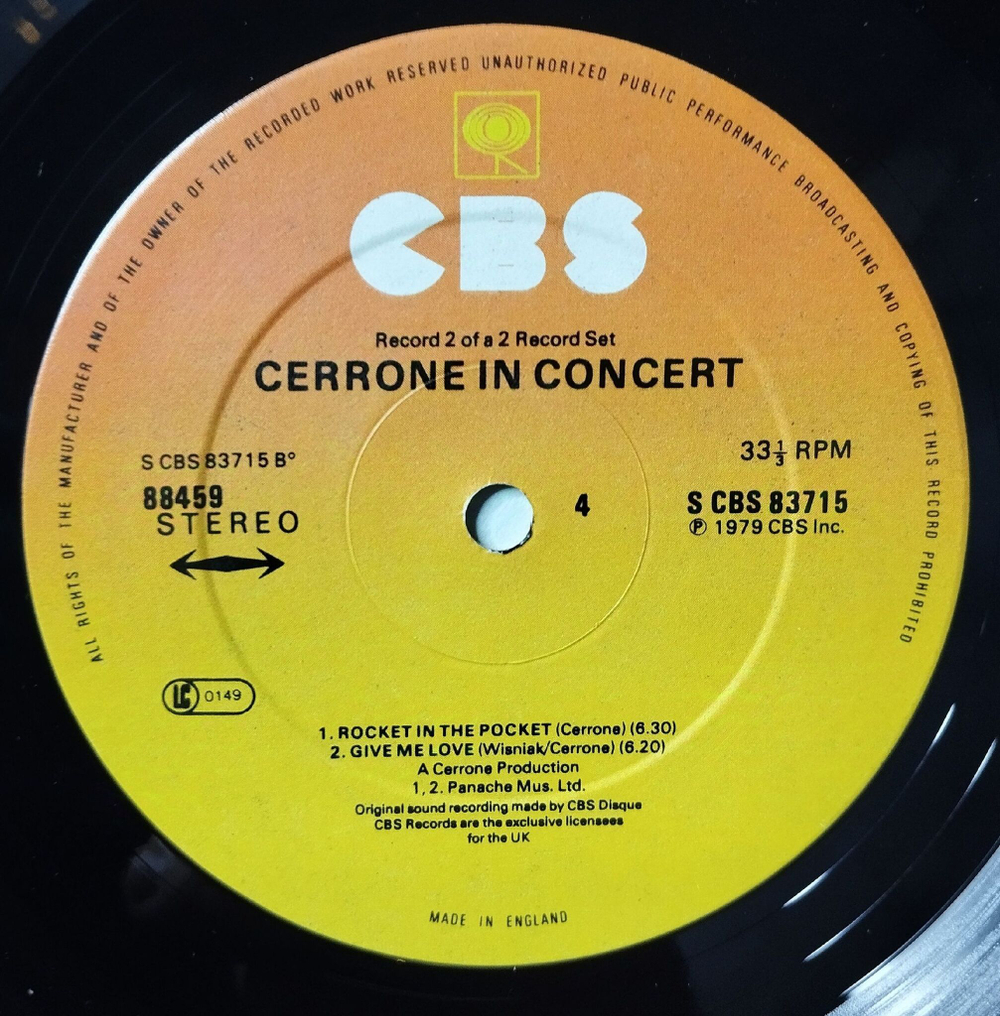 ALL RIGHTS OF THE MANUFACTURER AND OF THE OWNER OF THE RECORDED WORK RESERVED UNAUTHORIZED PUBLIC PERFORMANCE BROADCASTING AND COPYING OF THIS RECORD PROHIBITED
CBS
Record 2 of a 2 Record Set
CERRONE IN CONCERT
S CBS 83715 B°
88459
STEREO
4
33⅓ RPM
S CBS 83715
℗ 1979 CBS Inc.
LC 0149
1. ROCKET IN THE POCKET (Cerrone) (6.30)
2. GIVE ME LOVE (Wisniak/Cerrone) (6.20)
A Cerrone Production
1, 2. Panache Mus. Ltd.
Original sound recording made by CBS Disque
CBS Records are the exclusive licensees
for the UK
MADE IN ENGLAND